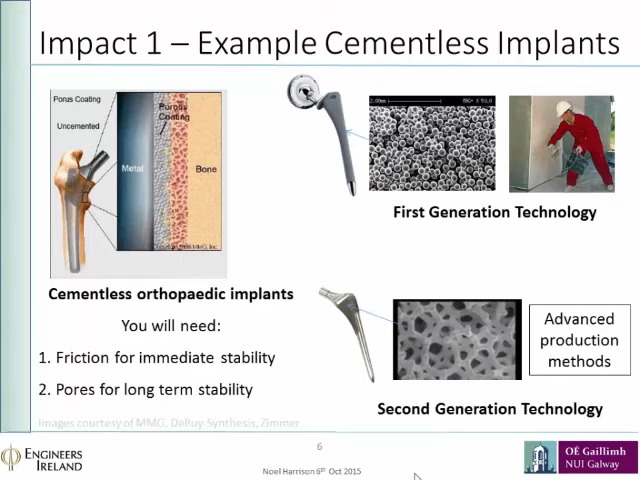 Impact 1 – Example Cementless Implants
Porus Coating
Uncemented
Porous
Coating
Metal
Bone
2.00mm
First Generation Technology
Cementless orthopaedic implants
You will need:
1. Friction for immediate stability
2. Pores for long term stability
Advanced
production
methods
Second Generation Technology
Images courtesy of MMG, DePuy-Synthesis, Zimmer
6
ENGINEERS
IRELAND
Noel Harrison 6th Oct 2015
OÉ Gaillimh
NUI Galway